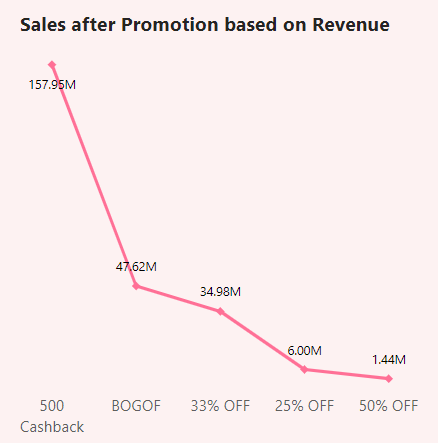 Sales after Promotion based on Revenue
157.95M
47.62M
34.98M
6.00M
1.44M
500
Cashback
BOGOF
33% OFF
25% OFF
50% OFF